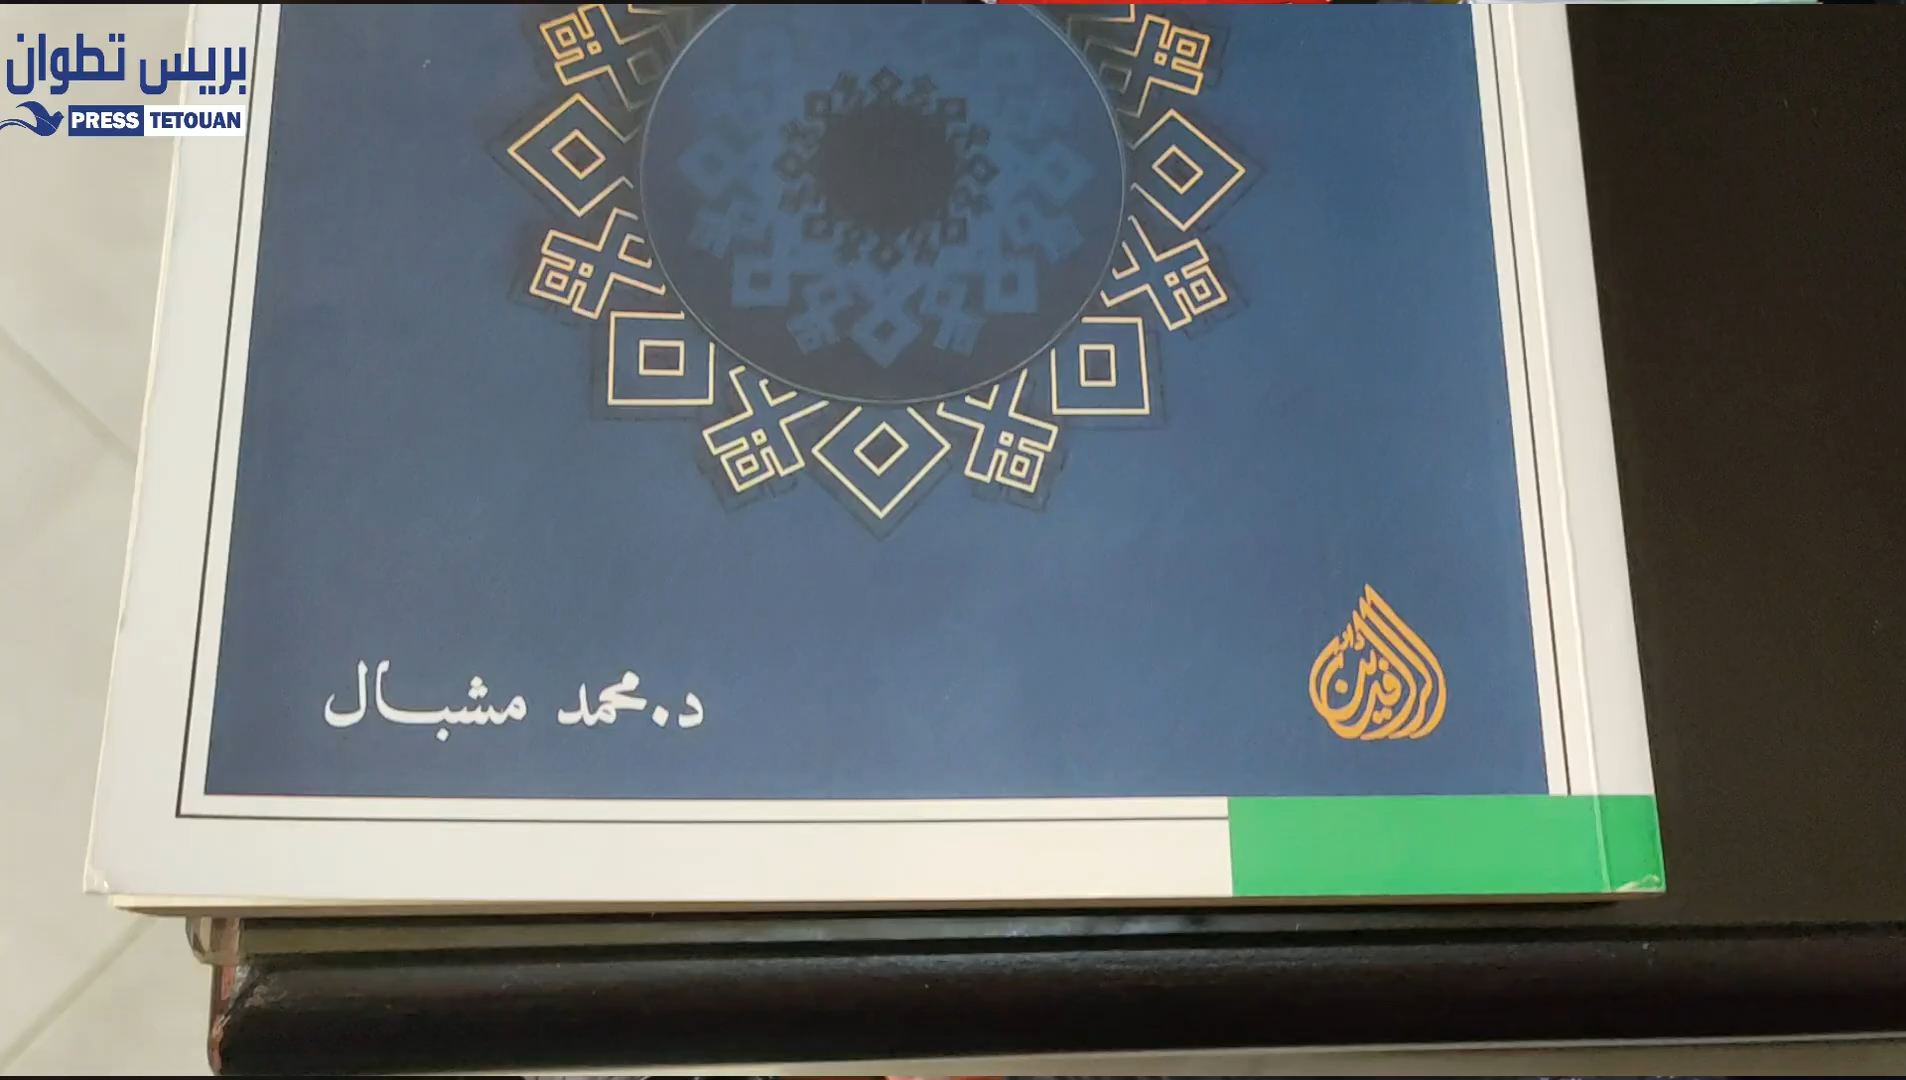 بريس تطوان
PRESS TETOUAN
د. محمد مشبال
دار الرافدين